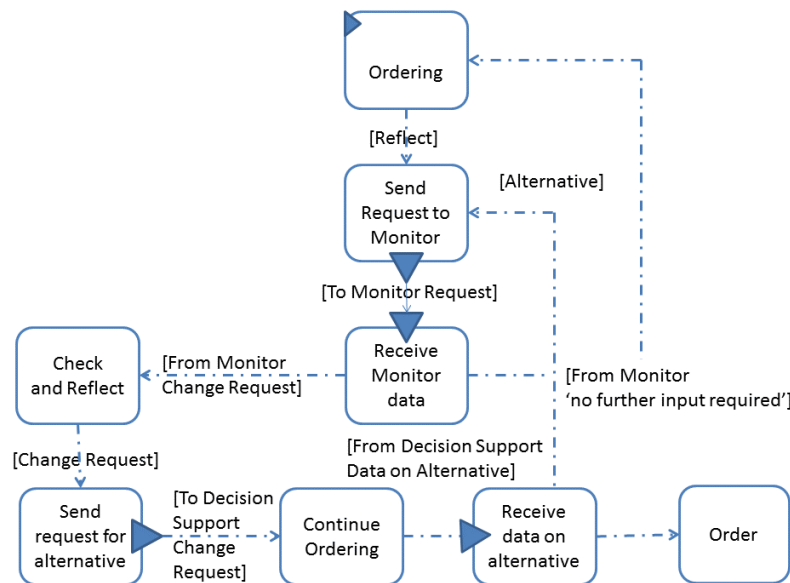 Ordering
[Reflect]
Send
Request to
Monitor
[Alternative]
[To Monitor Request]
Check
and Reflect
[From Monitor
Change Request]
Receive
Monitor
data
[From Monitor
‘no further input required’]
[Change Request]
[From Decision Support
Data on Alternative]
Send
request for
alternative
[To Decision
Support
Change
Request]
Continue
Ordering
Receive
data on
alternative
Order